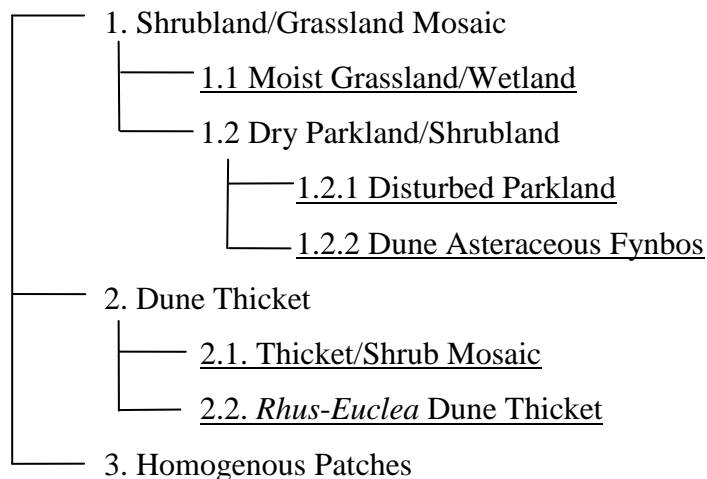 1. Shrubland/Grassland Mosaic
1.1 Moist Grassland/Wetland
1.2 Dry Parkland/Shrubland
1.2.1 Disturbed Parkland
1.2.2 Dune Asteraceous Fynbos
2. Dune Thicket
2.1. Thicket/Shrub Mosaic
2.2. Rhus-Euclea Dune Thicket
3. Homogenous Patches